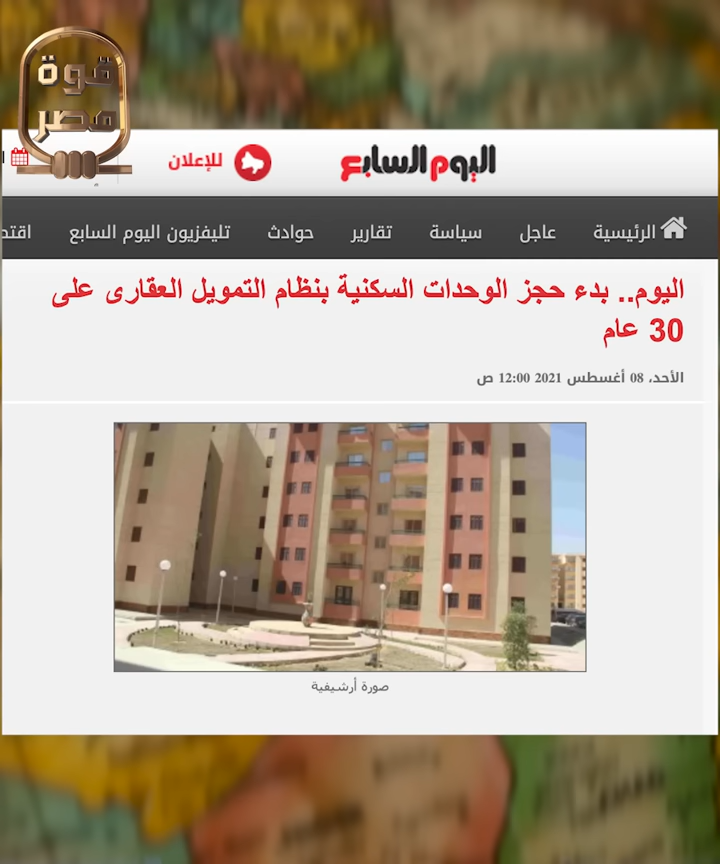 قوة
مصر
اليوم السابع
للإعلان
الرئيسية عاجل سياسة تقارير حوادث تليفزيون اليوم السابع
اليوم.. بدء حجز الوحدات السكنية بنظام التمويل العقارى على
30 عام
الأحد، 08 أغسطس 2021 12:00 ص
صورة أرشيفية